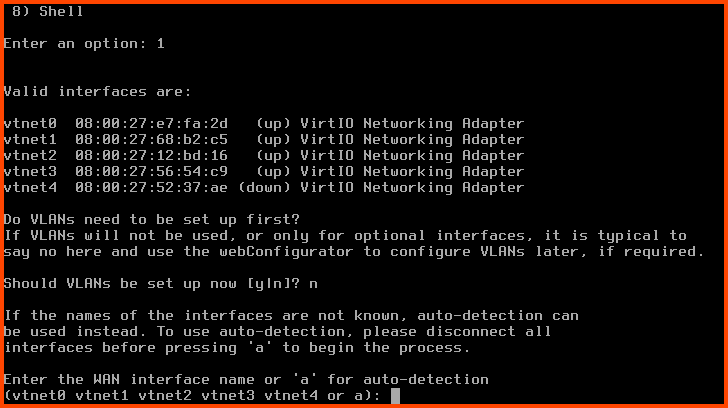 8) Shell
Enter an option: 1
Valid interfaces are:
vtnet0 08:00:27:e7:fa:2d (up) VirtIO Networking Adapter
vtnet1 08:00:27:68:b2:c5 (up) VirtIO Networking Adapter
vtnet2 08:00:27:12:bd:16 (up) VirtIO Networking Adapter
vtnet3 08:00:27:56:54:c9 (up) VirtIO Networking Adapter
vtnet4 08:00:27:52:37:ae (down) VirtIO Networking Adapter
Do VLANs need to be set up first?
If VLANs will not be used, or only for optional interfaces, it is typical to
say no here and use the webConfigurator to configure VLANs later, if required.
Should VLANs be set up now [y|n]? n
If the names of the interfaces are not known, auto-detection can
be used instead. To use auto-detection, please disconnect all
interfaces before pressing 'a' to begin the process.
Enter the WAN interface name or 'a' for auto-detection
(vtnet0 vtnet1 vtnet2 vtnet3 vtnet4 or a):